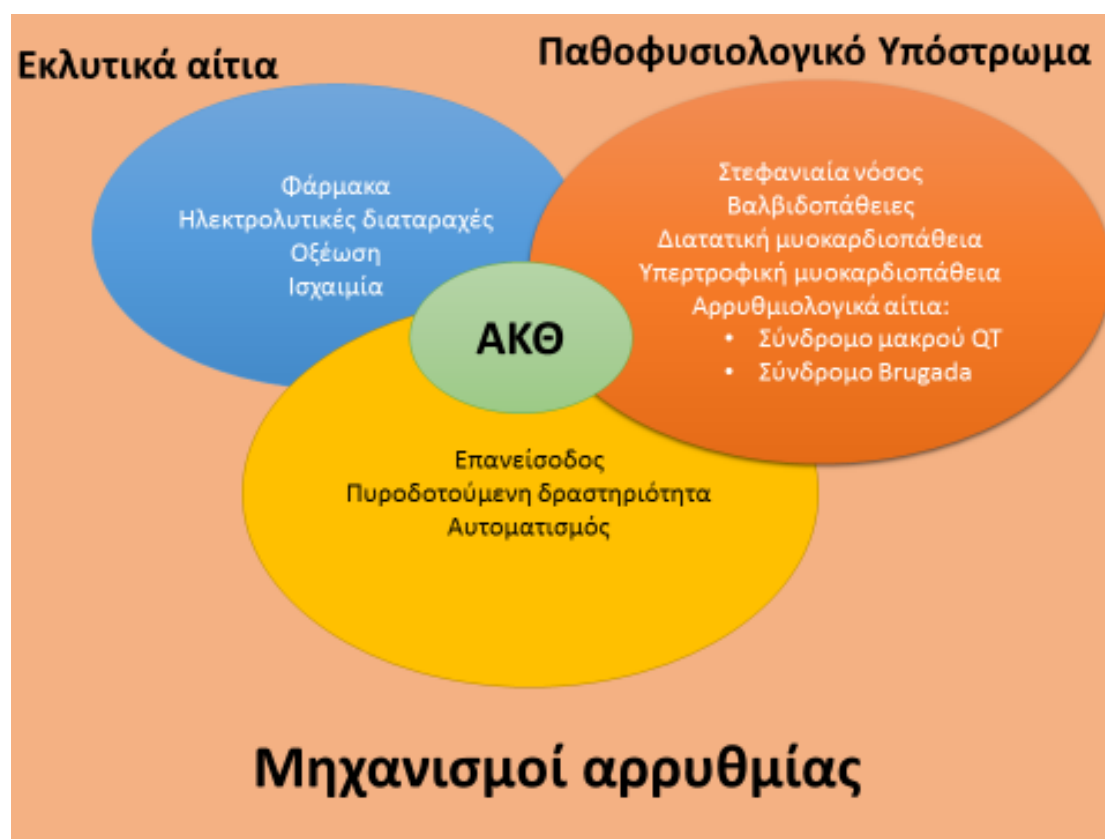 Εκλυτικά αίτια
Φάρμακα
Ηλεκτρολυτικές διαταραχές
Οξέωση
Ισχαιμία
Παθοφυσιολογικό Υπόστρωμα
Στεφανιαία νόσος
Βαλβιδοπάθειες
Διατατική μυοκαρδιοπάθεια
Υπερτροφική μυοκαρδιοπάθεια
Αρρυθμιολογικά αίτια:
• Σύνδρομο μακρού QT
• Σύνδρομο Brugada
ΑΚΘ
Επανείσοδος
Πυροδοτούμενη δραστηριότητα
Αυτοματισμός
Μηχανισμοί αρρυθμίας